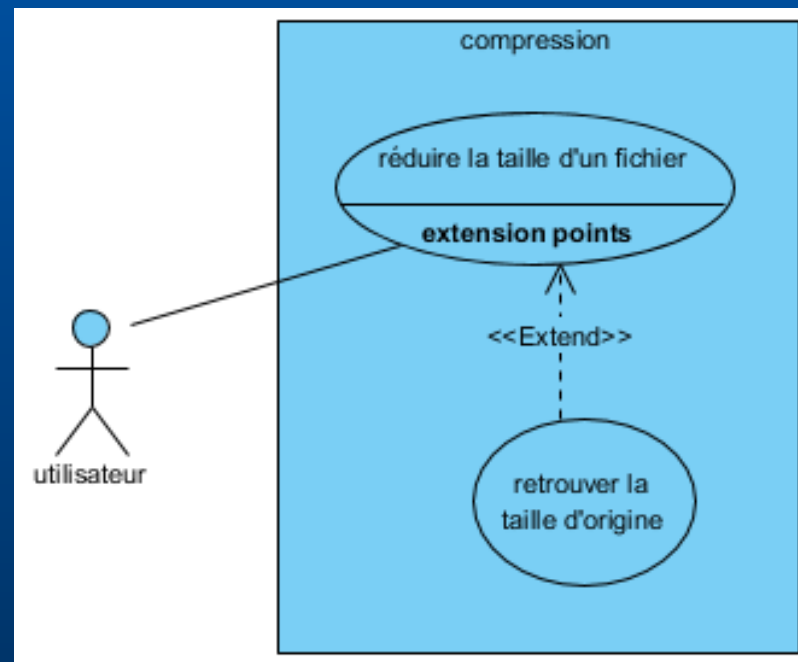 compression
réduire la taille d'un fichier
extension points
<<Extend>>
utilisateur
retrouver la
taille d'origine